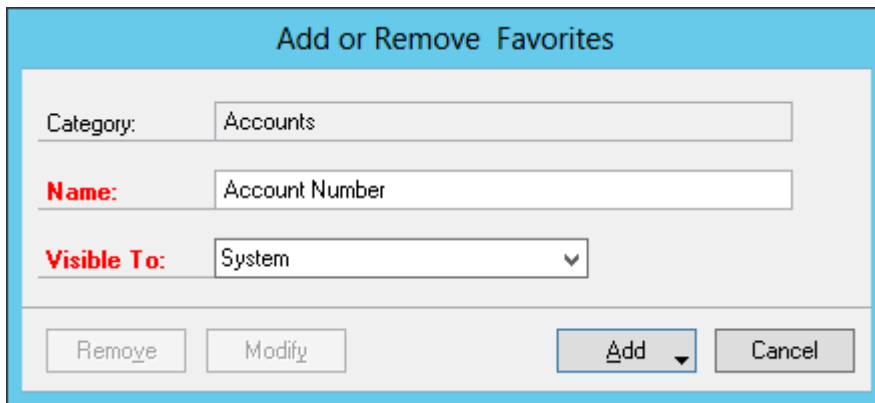 Add or Remove Favorites
Category: Accounts
Name: Account Number
Visible To: System
Remove Modify Add Cancel